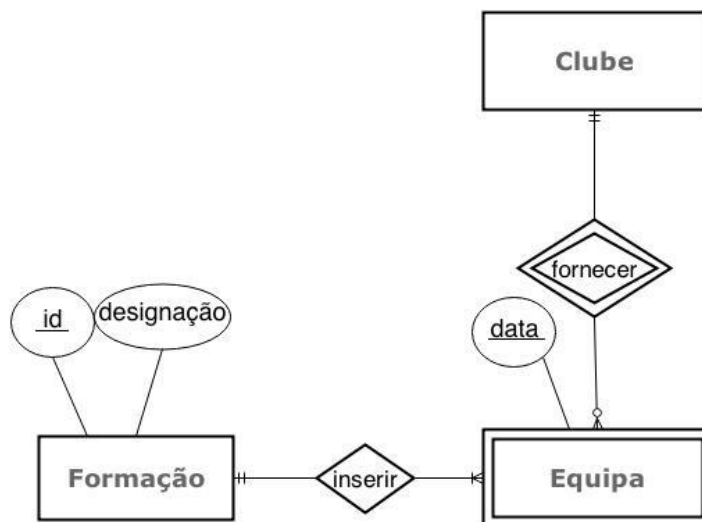 Clube
fornecer
id
designação
data
Formação
inserir
Equipa